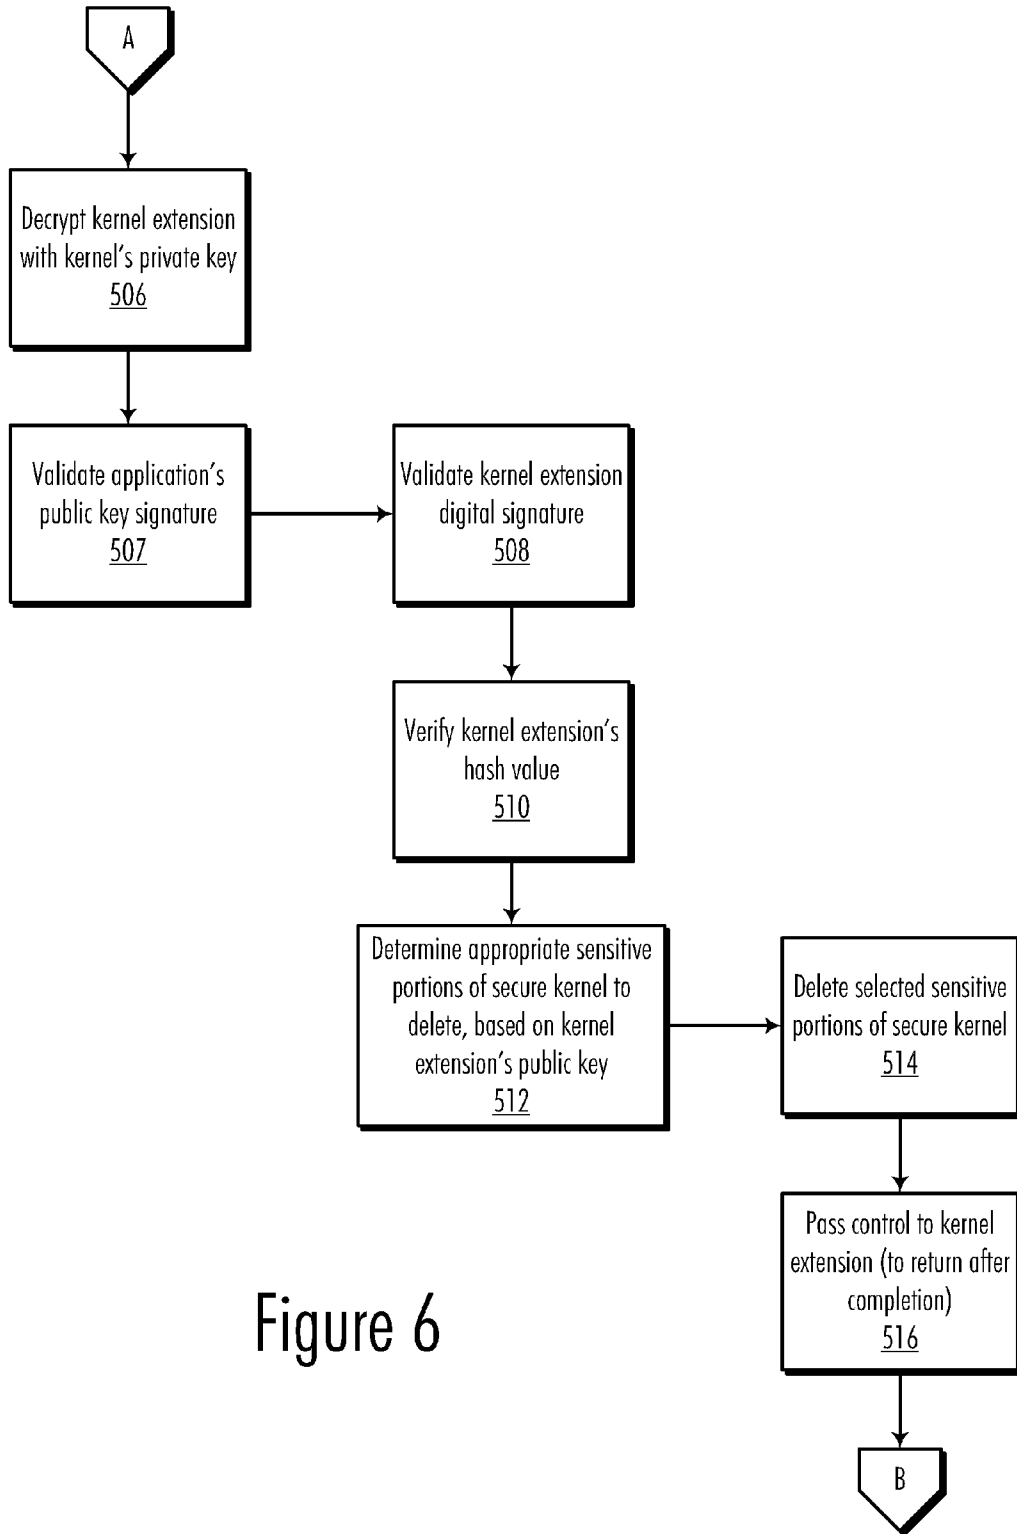 A
Decrypt kernel extension
with kernel's private key
506
Validate application's
public key signature
507
Validate kernel extension
digital signature
508
Verify kernel extension's
hash value
510
Determine appropriate sensitive
portions of secure kernel to
delete, based on kernel
extension's public key
512
Delete selected sensitive
portions of secure kernel
514
Pass control to kernel
extension (to return after
completion)
516
B
Figure 6